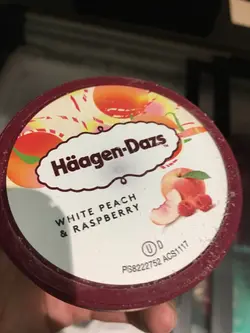 Häagen-Dazs
WHITE PEACH
& RASPBERRY
Ⓤ D
PS8222752 ACS1117